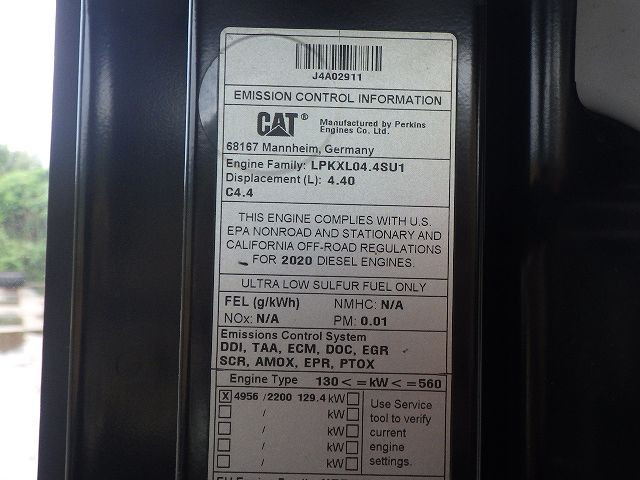 J4A02911
EMISSION CONTROL INFORMATION
CAT® Manufactured by Perkins
Engines Co. Ltd.
68167 Mannheim, Germany
Engine Family: LPKXL04.4SU1
Displacement (L): 4.40
C4.4
THIS ENGINE COMPLIES WITH U.S.
EPA NONROAD AND STATIONARY AND
CALIFORNIA OFF-ROAD REGULATIONS
FOR 2020 DIESEL ENGINES.
ULTRA LOW SULFUR FUEL ONLY
FEL (g/kWh) NMHC: N/A
NOx: N/A PM: 0.01
Emissions Control System
DDI, TAA, ECM, DOC, EGR
SCR, AMOX, EPR, PTOX
Engine Type 130 < =kW < =560
X 4956 /2200 129.4 kW
/ kW
/ kW
/ kW
/ kW
Use Service
tool to verify
current
engine
settings.